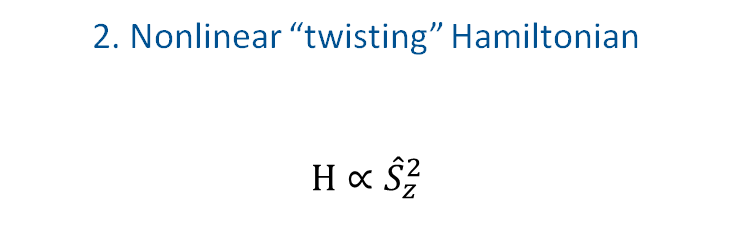 2. Nonlinear “twisting” Hamiltonian
H ∝ Ŝ_z^2